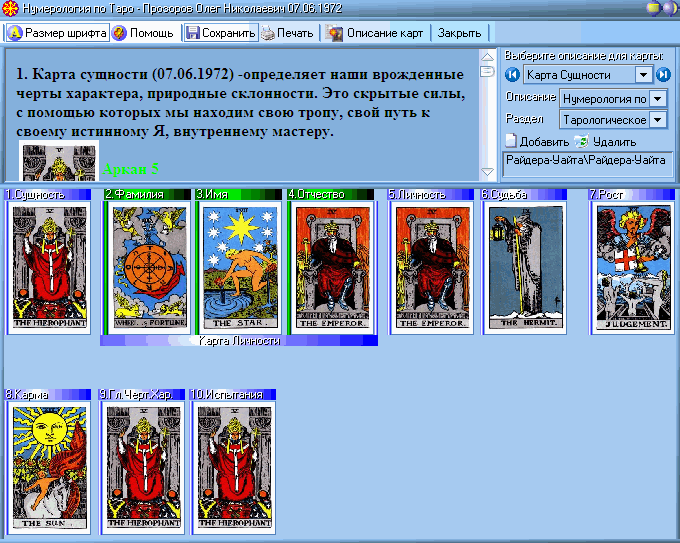 Нумерология по Таро - Прозоров Олег Николаевич 07.06.1972
Размер шрифта Помощь Сохранить Печать Описание карт Закрыть
1. Карта сущности (07.06.1972) -определяет наши врожденные
черты характера, природные склонности. Это скрытые силы,
с помощью которых мы находим свою тропу, свой путь к
своему истинному Я, внутреннему мастеру.
Аркан 5
Выберите описание для карты:
Карта Сущности
Описание Нумерология по
Раздел Тарологическое
Добавить Удалить
Райдера-Уайта\Райдера-Уайта
1.Сущность 2.Фамилия 3.Имя 4.Отчество 5.Личность 6.Судьба 7.Рост
V XVII IV IV
THE HIEROPHANT WHEEL of FORTUNE. THE STAR. THE EMPEROR. THE EMPEROR. THE HERMIT. JUDGEMENT.
Карта Личности
8.Карма 9.Гл.Черт.Хар. 10.Испытания
V V
THE SUN. THE HIEROPHANT THE HIEROPHANT